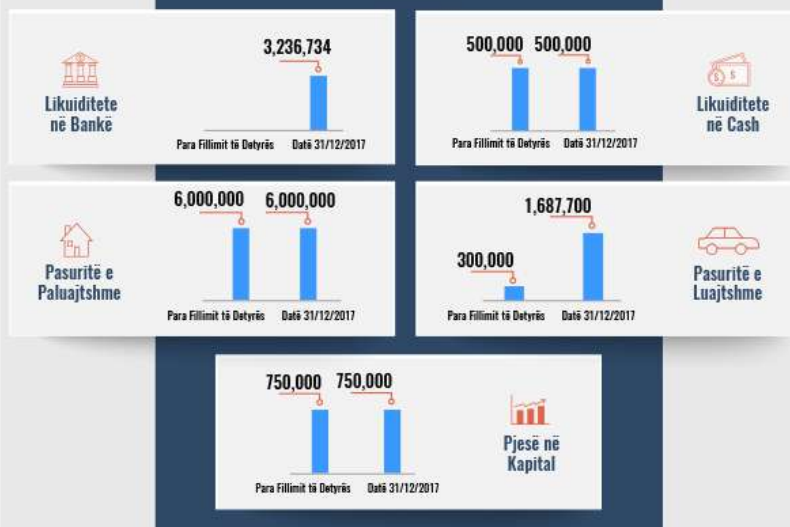 3,236,734
Likuiditete
në Bankë
Para Fillimit të Detyrës Datë 31/12/2017
500,000 500,000
Likuiditete
në Cash
Para Fillimit të Detyrës Datë 31/12/2017
6,000,000 6,000,000
Pasuritë e
Paluajtshme
Para Fillimit të Detyrës Datë 31/12/2017
1,687,700
300,000
Pasuritë e
Luajtshme
Para Fillimit të Detyrës Datë 31/12/2017
750,000 750,000
Pjesë në
Kapital
Para Fillimit të Detyrës Datë 31/12/2017